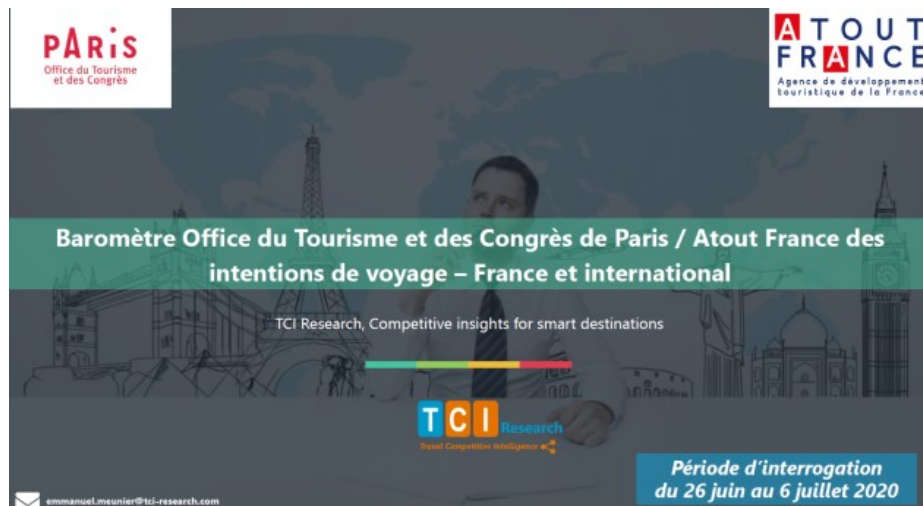 PARIS
Office du Tourisme
et des Congrès
ATOUT
FRANCE
Agence de développement
touristique de la France
Baromètre Office du Tourisme et des Congrès de Paris / Atout France des
intentions de voyage – France et international
TCI Research, Competitive insights for smart destinations
TCI Research
Travel Competitive Intelligence
Période d'interrogation
du 26 juin au 6 juillet 2020
emmanuel.meunier@tci-research.com